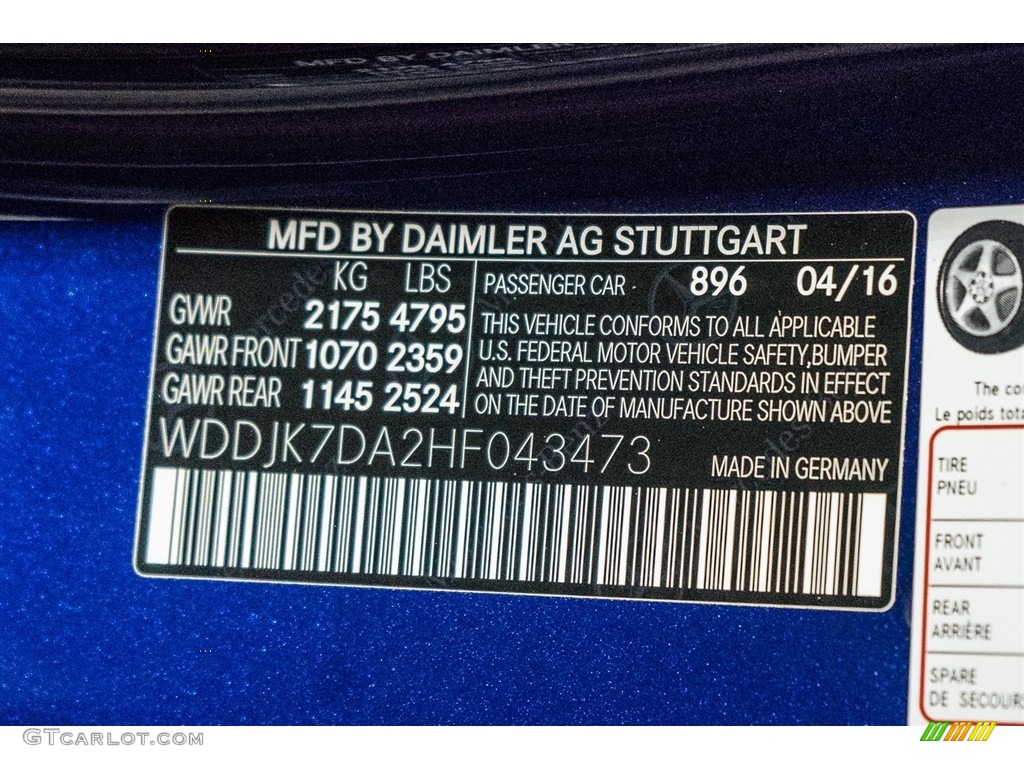 MFD BY DAIMLER AG STUTTGART
KG LBS
GVWR 2175 4795
GAWR FRONT 1070 2359
GAWR REAR 1145 2524
PASSENGER CAR 896 04/16
THIS VEHICLE CONFORMS TO ALL APPLICABLE
U.S. FEDERAL MOTOR VEHICLE SAFETY, BUMPER
AND THEFT PREVENTION STANDARDS IN EFFECT
ON THE DATE OF MANUFACTURE SHOWN ABOVE
WDDJK7DA2HF043473
MADE IN GERMANY
The co
Le poids tota
TIRE
PNEU
FRONT
AVANT
REAR
ARRIÈRE
SPARE
DE SECOURS
GTCARLOT.COM